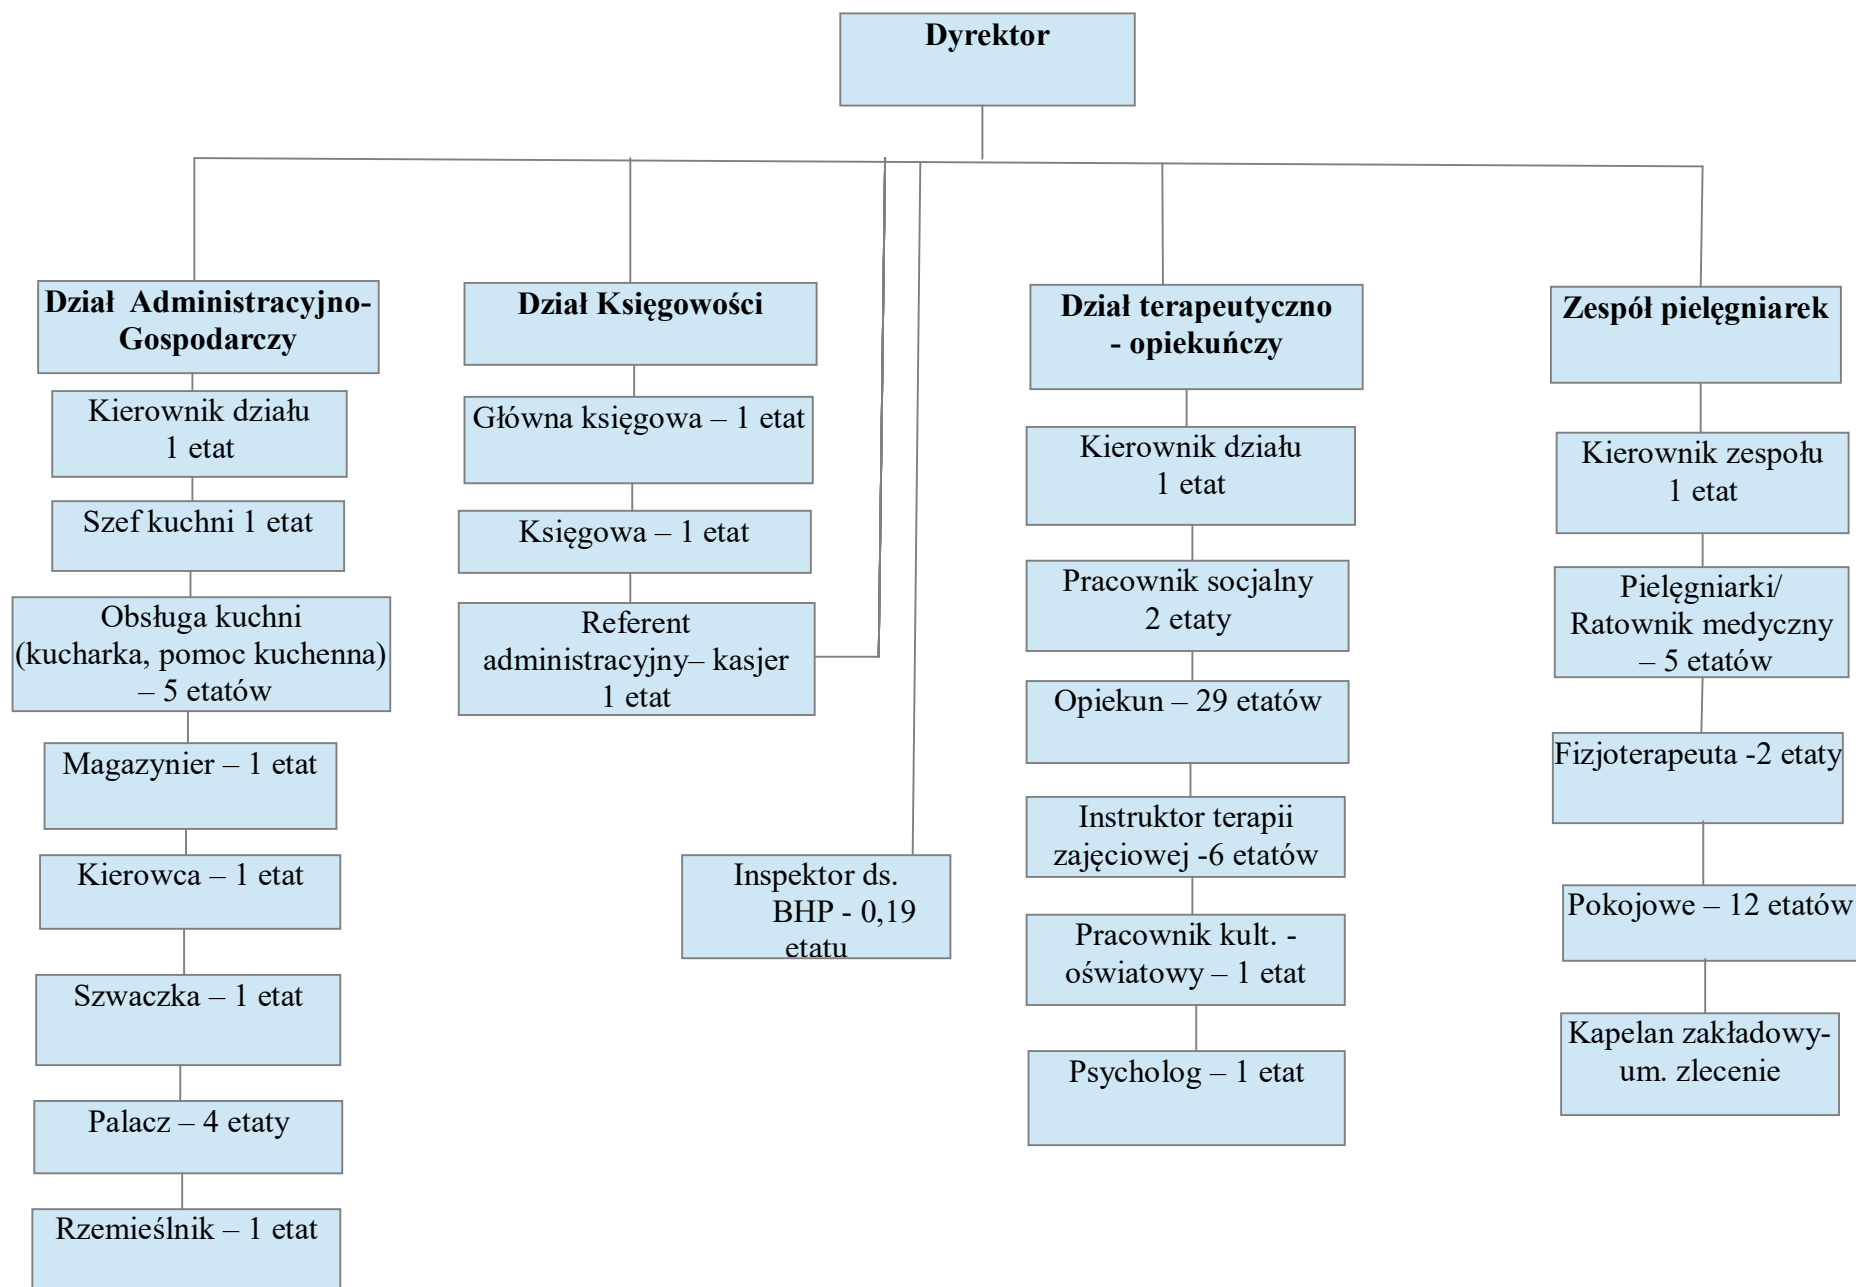 Dyrektor
Dział  Administracyjno-
Gospodarczy
Kierownik działu
1 etat
Szef kuchni 1 etat
Obsługa kuchni
(kucharka, pomoc kuchenna)
– 5 etatów
Magazynier – 1 etat
Kierowca – 1 etat
Szwaczka – 1 etat
Palacz – 4 etaty
Rzemieślnik – 1 etat
Dział Księgowości
Główna księgowa – 1 etat
Księgowa – 1 etat
Referent
administracyjny– kasjer
1 etat
Inspektor ds.
BHP - 0,19
etatu
Dział terapeutyczno
- opiekuńczy
Kierownik działu
1 etat
Pracownik socjalny
2 etaty
Opiekun – 29 etatów
Instruktor terapii
zajęciowej -6 etatów
Pracownik kult. -
oświatowy – 1 etat
Psycholog – 1 etat
Zespół pielęgniarek
Kierownik zespołu
1 etat
Pielęgniarki/
Ratownik medyczny
– 5 etatów
Fizjoterapeuta -2 etaty
Pokojowe – 12 etatów
Kapelan zakładowy-
um. zlecenie